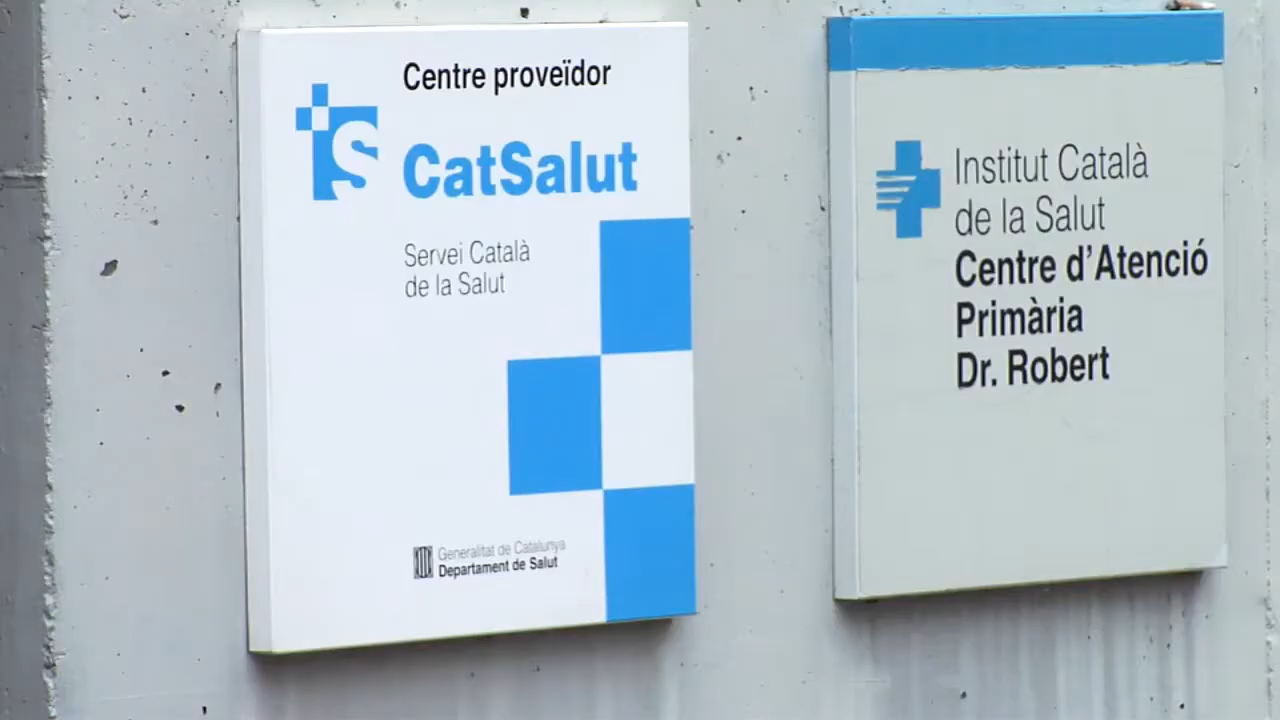 Centre proveïdor
CatSalut
Servei Català
de la Salut
Generalitat de Catalunya
Departament de Salut
Institut Català
de la Salut
Centre d'Atenció
Primària
Dr. Robert